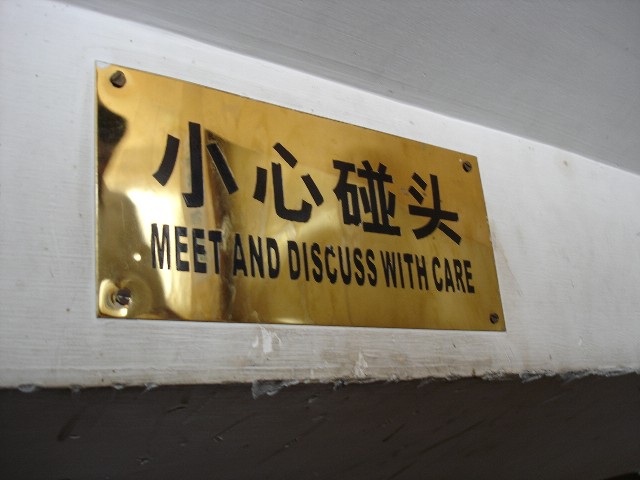 小心碰头
MEET AND DISCUSS WITH CARE